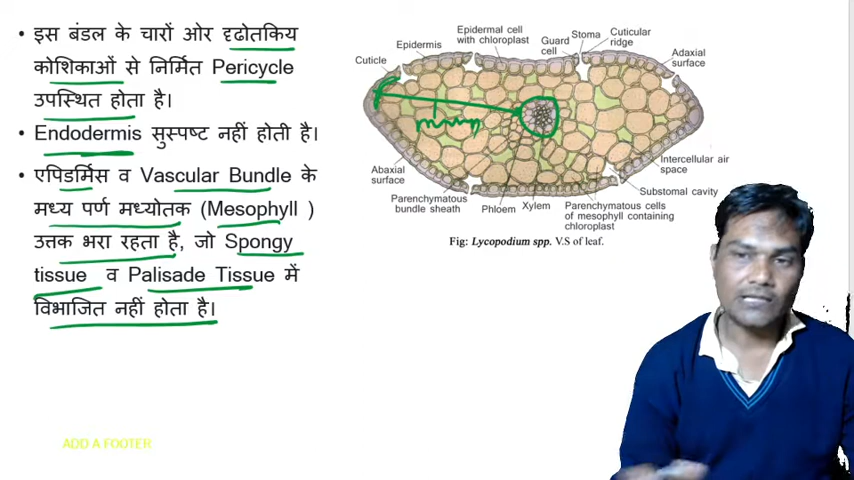 • इस बंडल के चारों ओर दृढोतकिय
कोशिकाओं से निर्मित Pericycle
उपस्थित होता है।
• Endodermis सुस्पष्ट नहीं होती है।
• एपिडर्मिस व Vascular Bundle के
मध्य पर्ण मध्योतक (Mesophyll )
उत्तक भरा रहता है, जो Spongy
tissue व Palisade Tissue में
विभाजित नहीं होता है।
ADD A FOOTER
Cuticle
Epidermis
Epidermal cell
with chloroplast
Guard
cell
Stoma
Cuticular
ridge
Adaxial
surface
Abaxial
surface
Parenchymatous
bundle sheath
Phloem
Xylem
Parenchymatous cells
of mesophyll containing
chloroplast
Substomal cavity
Intercellular air
space
Fig: Lycopodium spp. V.S of leaf.